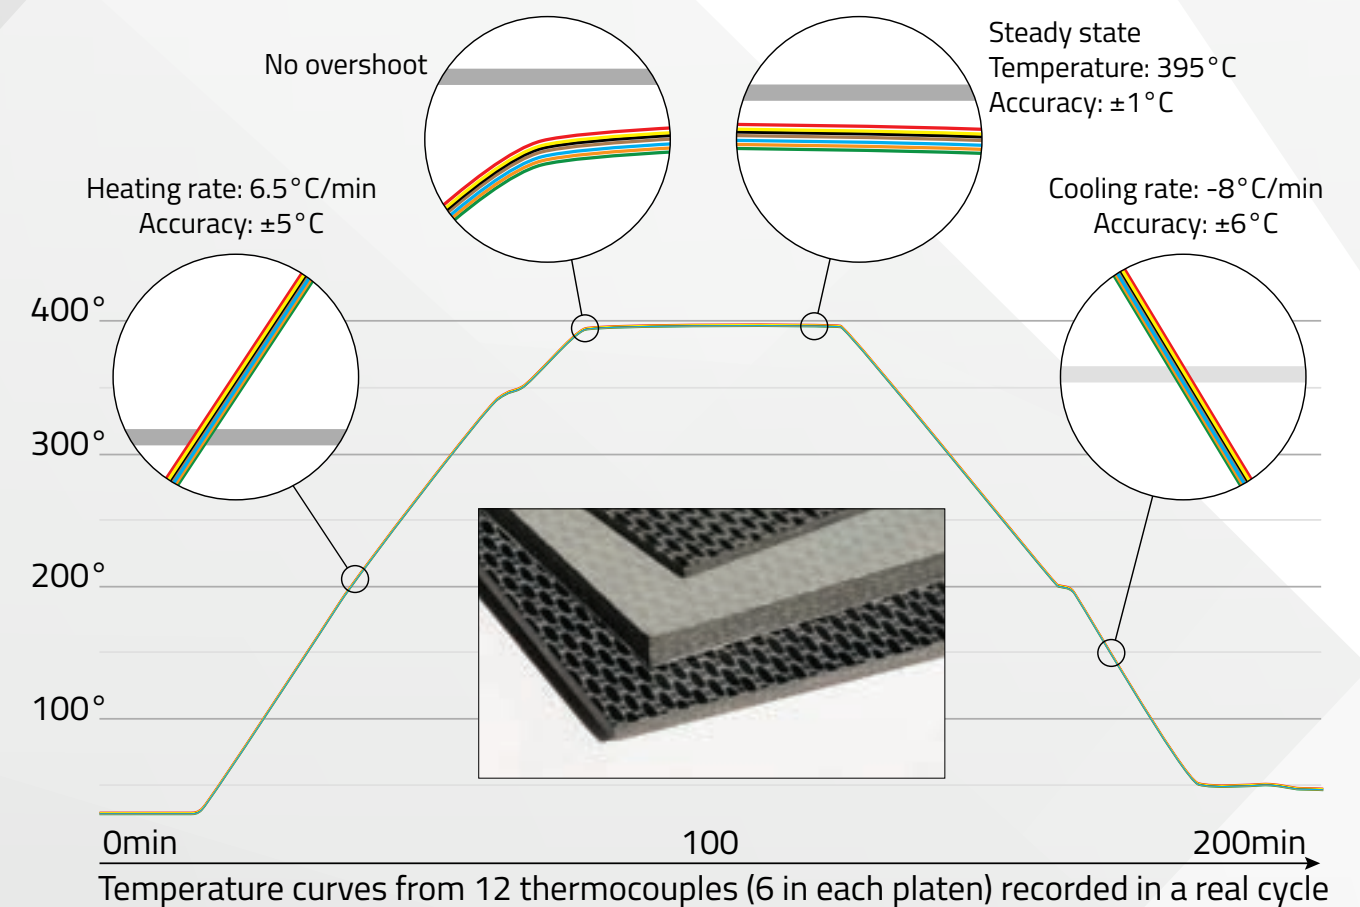 No overshoot
Steady state
Temperature: 395°C
Accuracy: ±1°C
Heating rate: 6.5°C/min
Accuracy: ±5°C
Cooling rate: -8°C/min
Accuracy: ±6°C
400°
300°
200°
100°
0min
100
200min
Temperature curves from 12 thermocouples (6 in each platen) recorded in a real cycle